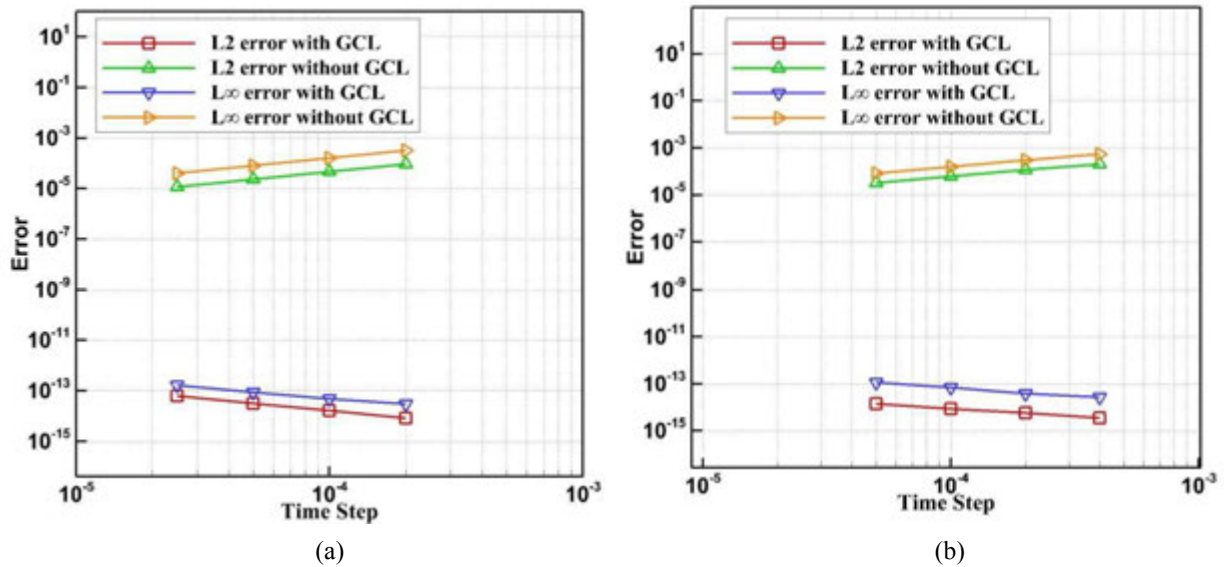 L2 error with GCL
L2 error without GCL
L∞ error with GCL
L∞ error without GCL
10^1
10^-1
10^-3
10^-5
10^-7
10^-9
10^-11
10^-13
10^-15
Error
10^-5
10^-4
10^-3
Time Step
(a)
L2 error with GCL
L2 error without GCL
L∞ error with GCL
L∞ error without GCL
10^1
10^-1
10^-3
10^-5
10^-7
10^-9
10^-11
10^-13
10^-15
Error
10^-5
10^-4
10^-3
Time Step
(b)